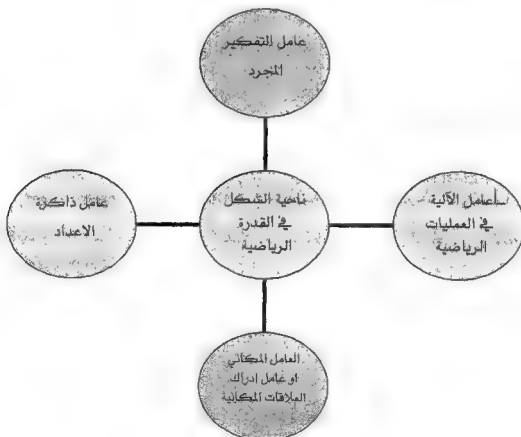 عامل التفكير
المجرد
عامل الآلية
في العمليات
الرياضية
ناحية الشكل
في القدرة
الرياضية
عامل ذاكرة
الاعداد
العامل المكاني
او عامل ادراك
العلاقات المكانية